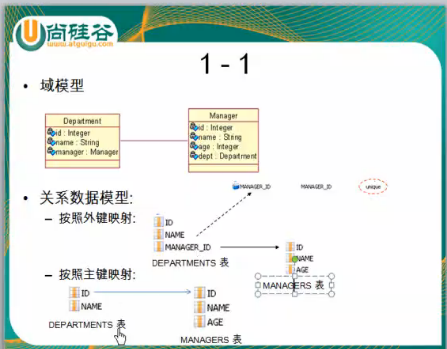 尚硅谷
www.atguigu.com
1 - 1
• 域模型
Department
id : Integer
name : String
manager : Manager
Manager
id : Integer
name : String
age : Integer
dept : Department
MANAGER_ID
MANAGER_ID
unique
• 关系数据模型:
– 按照外键映射:
ID
NAME
MANAGER_ID
DEPARTMENTS 表
ID
NAME
AGE
MANAGERS 表
– 按照主键映射:
ID
NAME
DEPARTMENTS 表
ID
NAME
AGE
MANAGERS 表